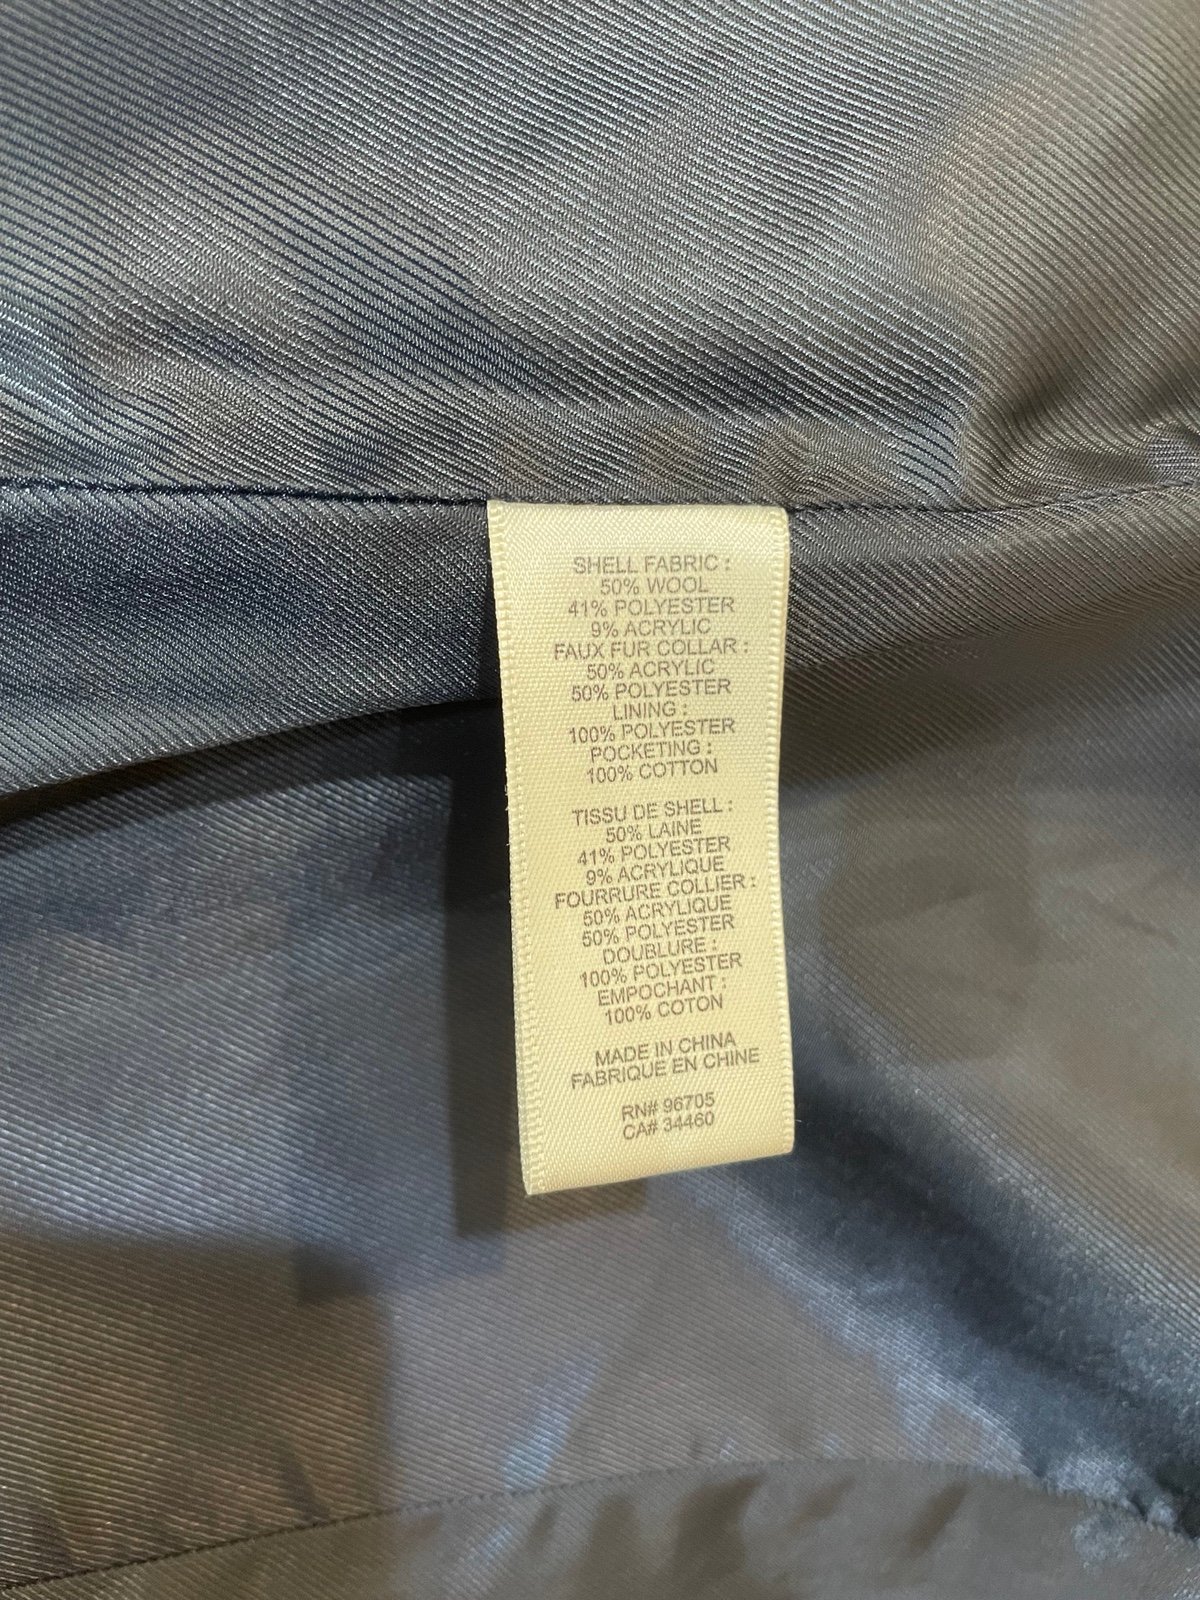 SHELL FABRIC :
50% WOOL
41% POLYESTER
9% ACRYLIC
FAUX FUR COLLAR :
50% ACRYLIC
50% POLYESTER
LINING :
100% POLYESTER
POCKETING :
100% COTTON
TISSU DE SHELL :
50% LAINE
41% POLYESTER
9% ACRYLIQUE
FOURRURE COLLIER :
50% ACRYLIQUE
50% POLYESTER
DOUBLURE :
100% POLYESTER
EMPOCHANT :
100% COTON
MADE IN CHINA
FABRIQUE EN CHINE
RN# 96705
CA# 34460